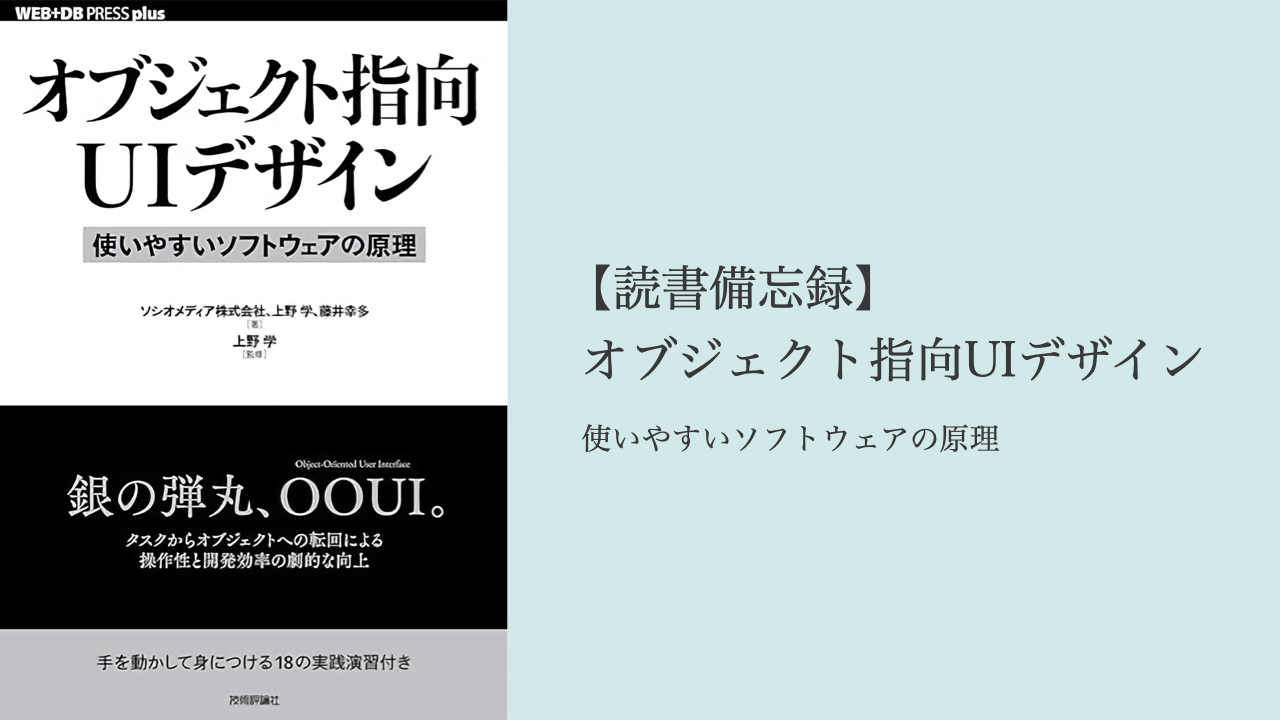 WEB+DB PRESS plus
オブジェクト指向
UIデザイン
使いやすいソフトウェアの原理
ソシオメディア株式会社、上野 学、藤井幸多
[著]
上野 学
[監修]
Object-Oriented User Interface
銀の弾丸、OOUI。
タスクからオブジェクトへの転回による
操作性と開発効率の劇的な向上
手を動かして身につける18の実践演習付き
技術評論社
【読書備忘録】
オブジェクト指向UIデザイン
使いやすいソフトウェアの原理